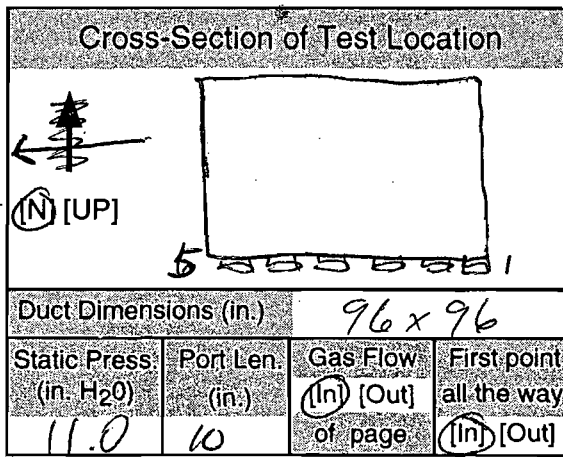 Cross-Section of Test Location
[N] [UP]
5 1
Duct Dimensions (in.) 96 x 96
Static Press. (in. H20) 11.0
Port Len. (in.) 10
Gas Flow [In] [Out] of page
First point all the way [In] [Out]